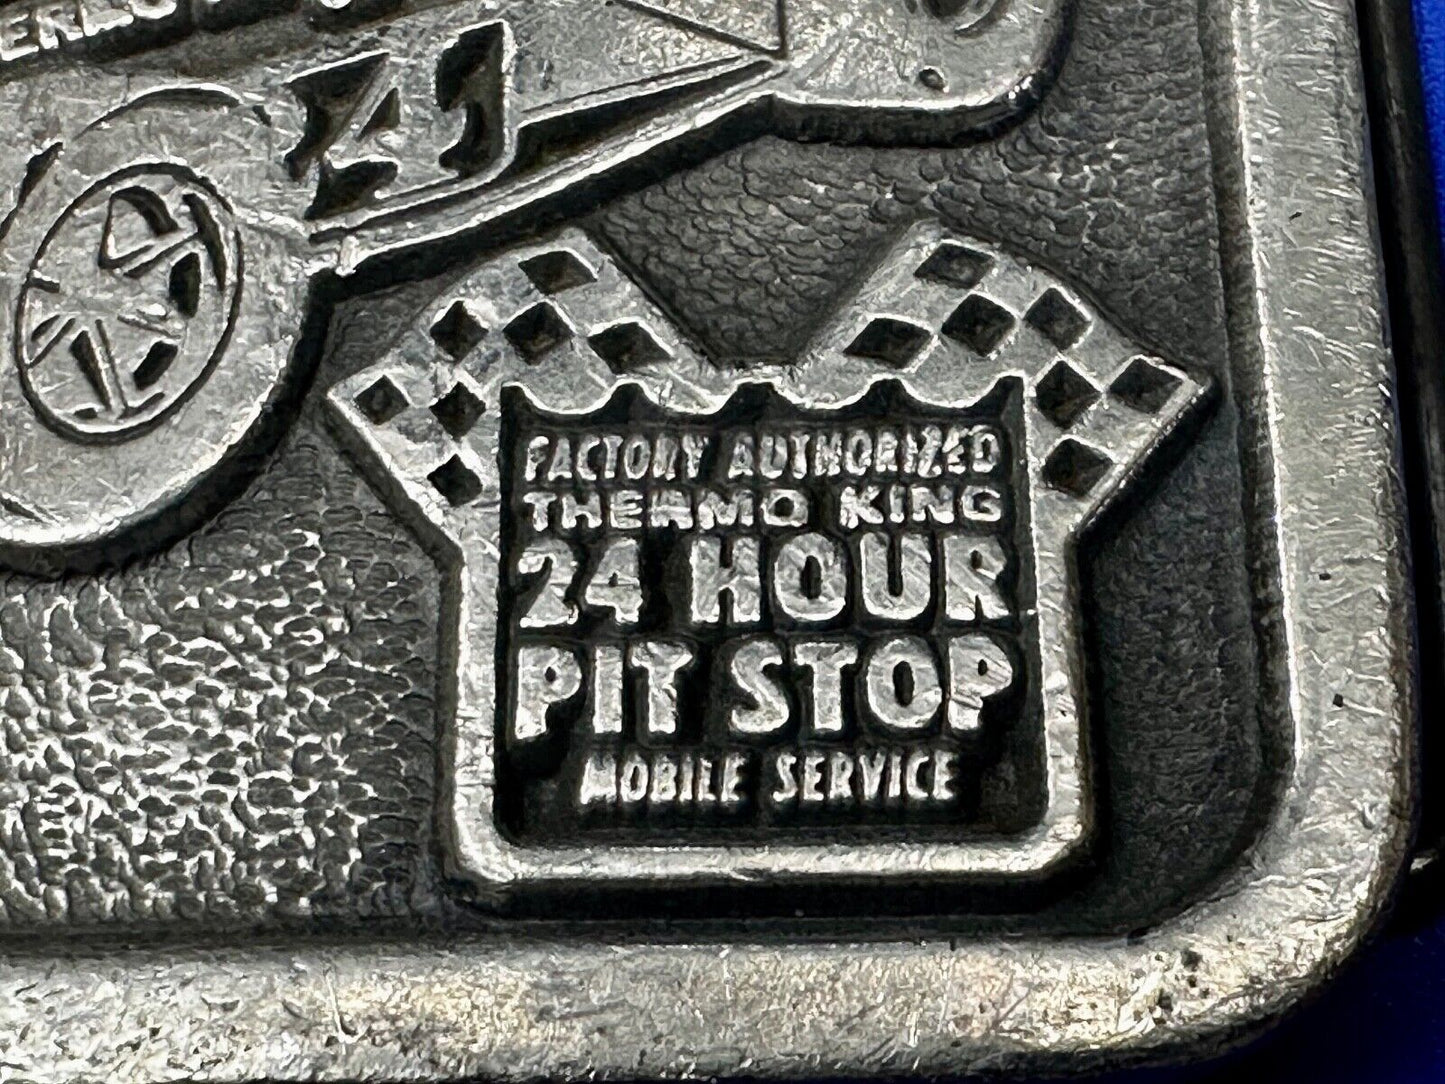 FACTORY AUTHORIZED
THERMO KING
24 HOUR
PIT STOP
MOBILE SERVICE